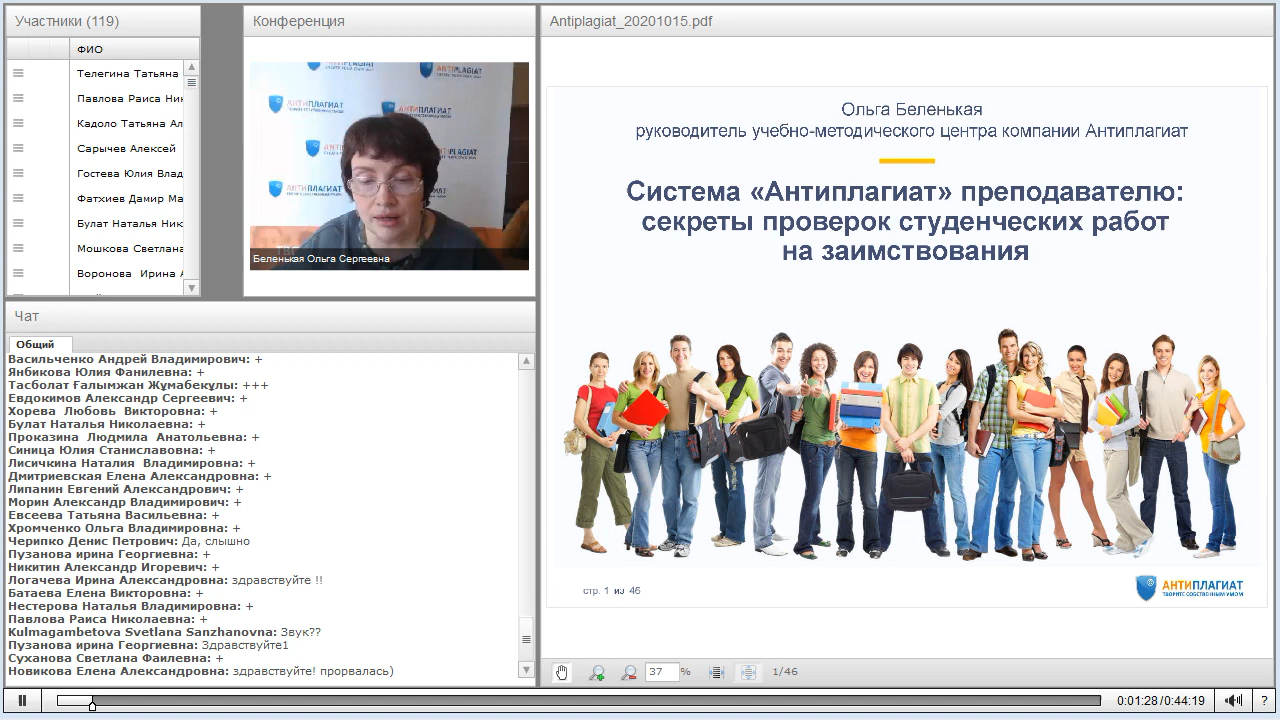 Участники (119)
ФИО
Телегина Татьяна
Павлова Раиса Ник
Кадоло Татьяна Ал
Сарычев Алексей
Гостева Юлия Влад
Фатхиев Дамир Ма
Булат Наталья Ник
Мошкова Светлана
Воронова Ирина А
Конференция
АНТИПЛАГИАТ
Беленькая Ольга Сергеевна
Чат
Общий
Васильченко Андрей Владимирович: +
Янбикова Юлия Фанилевна: +
Тасболат Ғалымжан Жұмабекұлы: +++
Евдокимов Александр Сергеевич: +
Хорева Любовь Викторовна: +
Булат Наталья Николаевна: +
Проказина Людмила Анатольевна: +
Синица Юлия Станиславовна: +
Лисичкина Наталия Владимировна: +
Дмитриевская Елена Александровна: +
Липанин Евгений Александрович: +
Морин Александр Владимирович: +
Евсеева Татьяна Васильевна: +
Хромченко Ольга Владимировна: +
Черипко Денис Петрович: Да, слышно
Пузанова ирина Георгиевна: +
Никитин Александр Игоревич: +
Логачева Ирина Александровна: здравствуйте !!
Батаева Елена Викторовна: +
Нестерова Наталья Владимировна: +
Павлова Раиса Николаевна: +
Kulmagambetova Svetlana Sanzhanovna: Звук??
Пузанова ирина Георгиевна: Здравствуйте1
Суханова Светлана Фаилевна: +
Новикова Елена Александровна: здравствуйте! прорвалась)
Antiplagiat_20201015.pdf
Ольга Беленькая
руководитель учебно-методического центра компании Антиплагиат
Система «Антиплагиат» преподавателю:
секреты проверок студенческих работ
на заимствования
стр. 1 из 46
АНТИПЛАГИАТ
ТВОРИТЕ СОБСТВЕННЫМ УМОМ
37 %
1/46
0:01:28/0:44:19
?